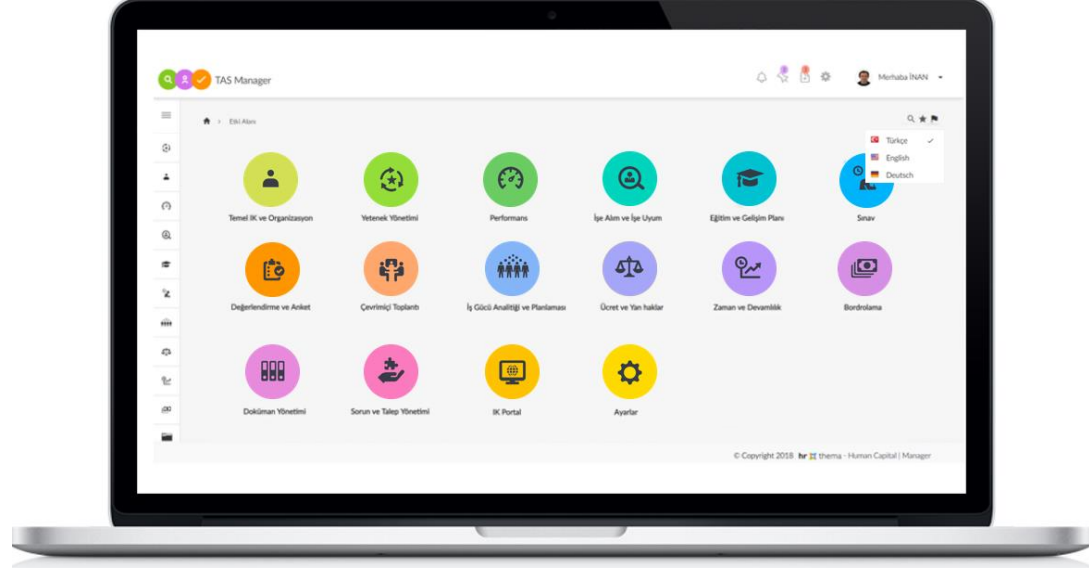 TAS Manager
Merhaba İNAN
Etki Alanı
Türkçe
English
Deutsch
Temel IK ve Organizasyon
Yetenek Yönetimi
Performans
İşe Alım ve İşe Uyum
Eğitim ve Gelişim Planı
Sınav
Değerlendirme ve Anket
Çevrimiçi Toplantı
İş Gücü Analitiği ve Planlaması
Ücret ve Yan haklar
Zaman ve Devamlılık
Bordrolama
Doküman Yönetimi
Sorun ve Talep Yönetimi
IK Portal
Ayarlar
© Copyright 2018 hr thema - Human Capital | Manager